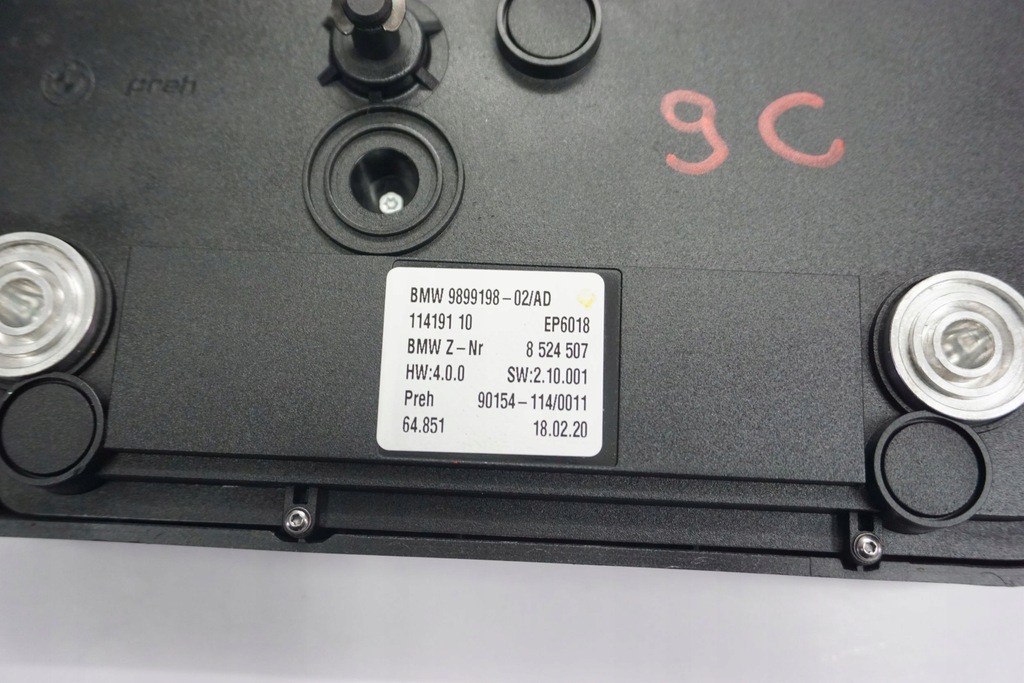 preh
9C
BMW 9899198-02/AD
114191 10 EP6018
BMW Z-Nr 8 524 507
HW:4.0.0 SW:2.10.001
Preh 90154-114/0011
64.851 18.02.20